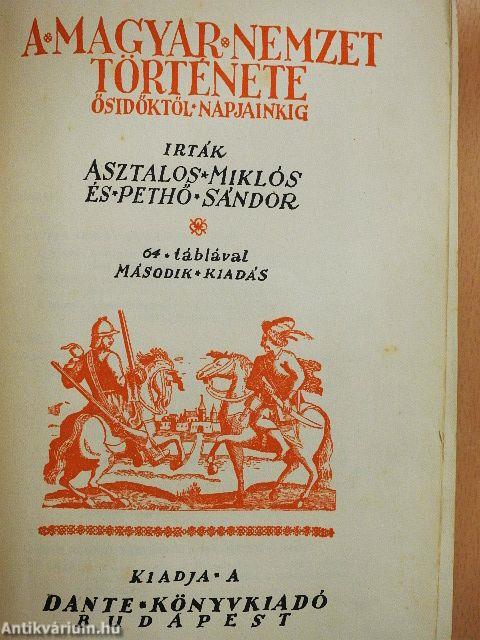 A★MAGYAR★NEMZET
TÖRTÉNETE
ŐSIDŐKTŐL•NAPJAINKIG
IRTÁK
ASZTALOS★MIKLÓS
ÉS•PETHŐ•SÁNDOR
64•táblával
MÁSODIK•KIADÁS
KIADJA•A
DANTE•KÖNYVKIADÓ
BUDAPEST
Antikvárium.hu